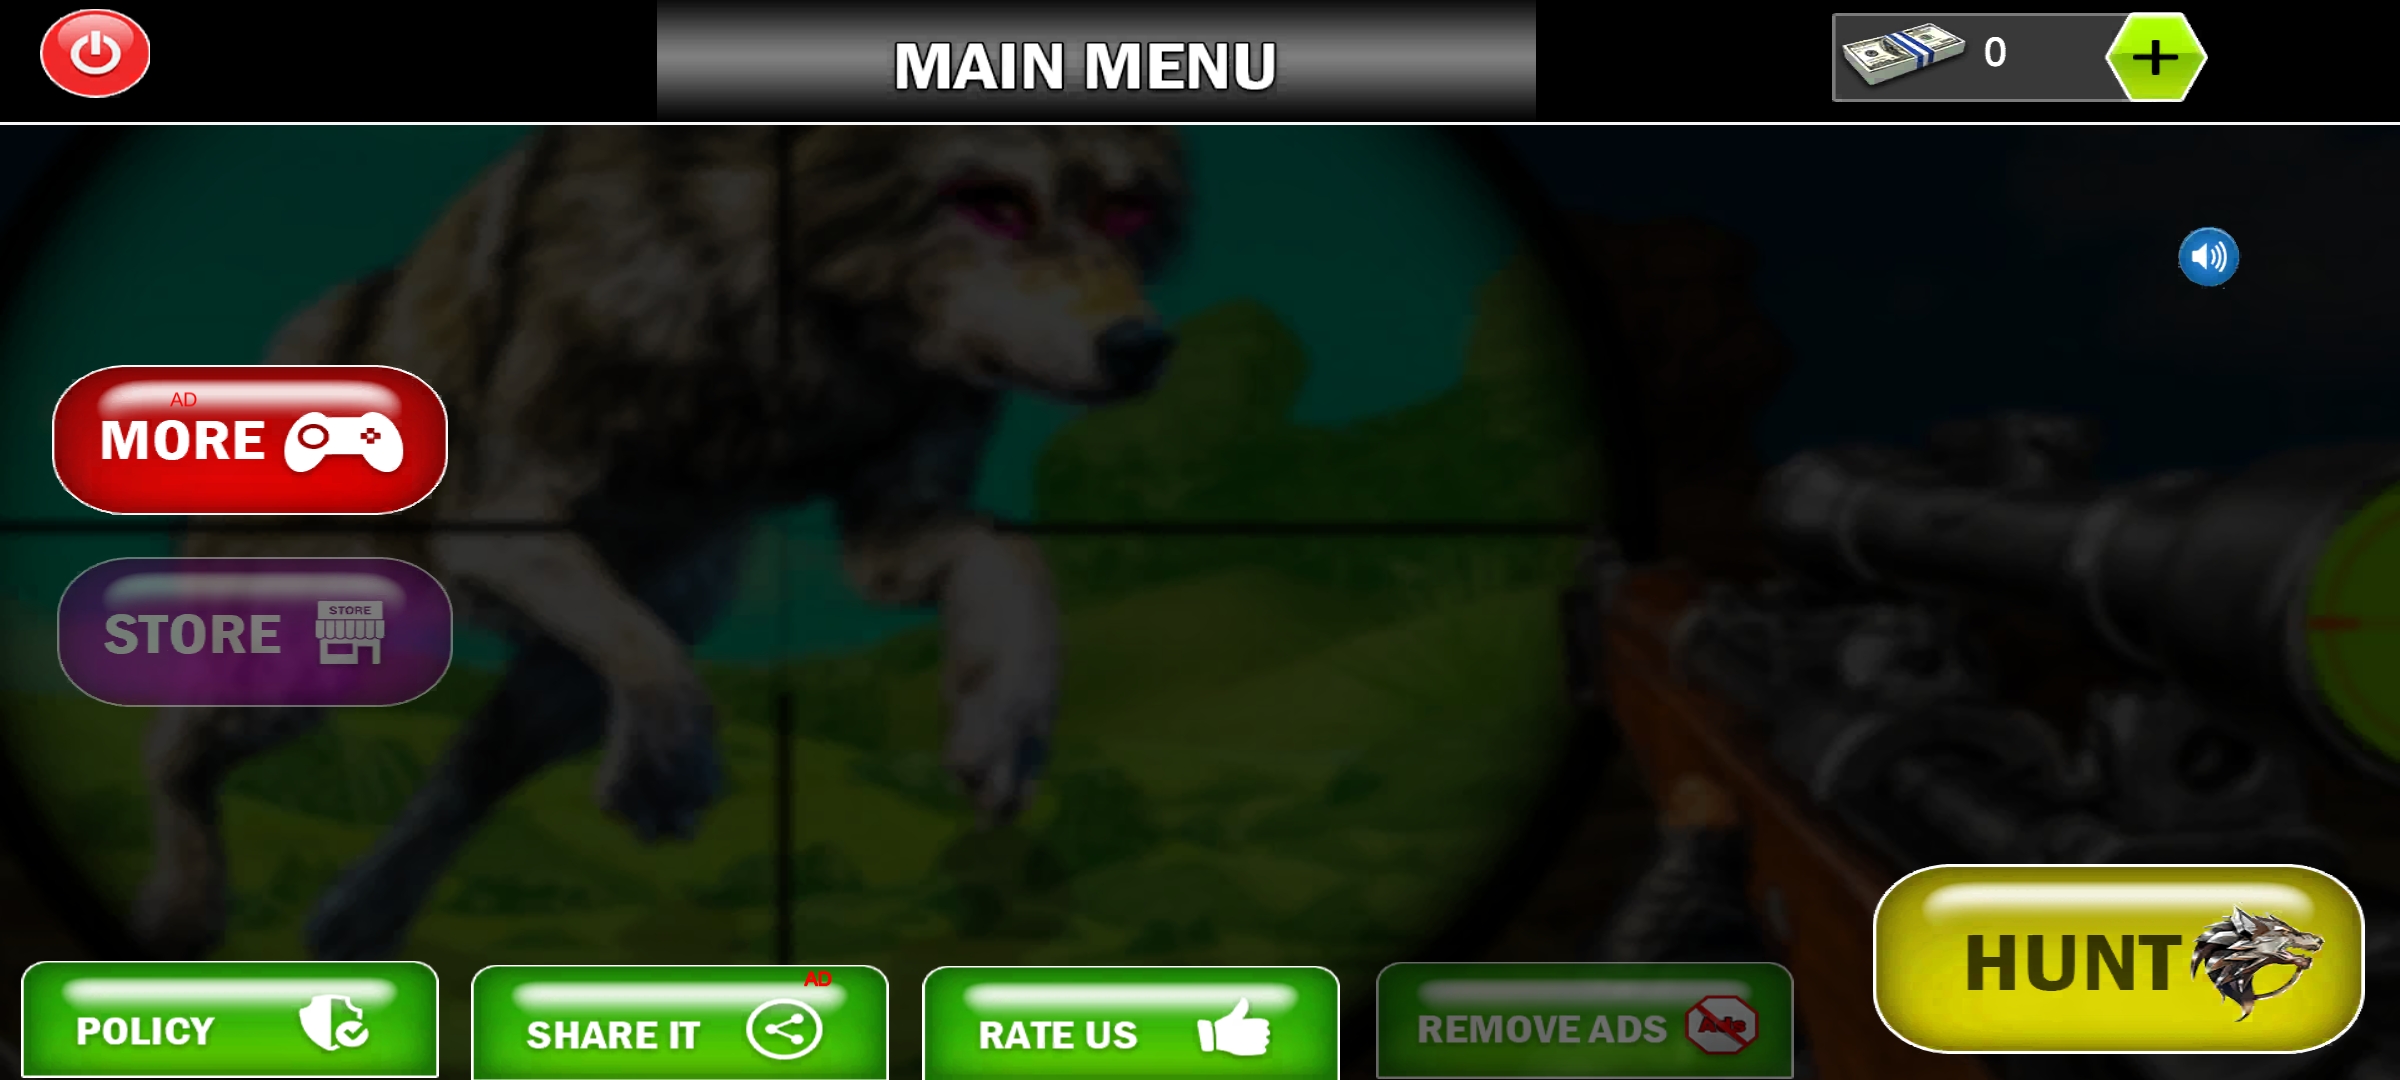 MAIN MENU
0
AD
MORE
STORE
STORE
HUNT
POLICY
AD
SHARE IT
RATE US
REMOVE ADS
Ads